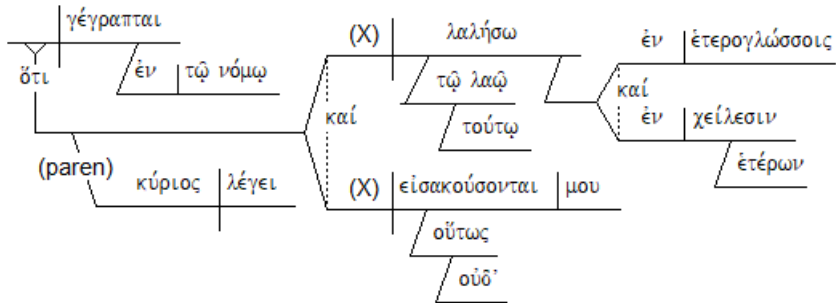 γέγραπται
(X) λαλήσω ἐν ἑτερογλώσσοις
ὅτι ἐν τῷ νόμῳ τῷ λαῷ καί
καί τούτῳ ἐν χείλεσιν
(paren)
κύριος λέγει (X) εἰσακούσονται μου ἑτέρων
οὕτως
οὐδ’